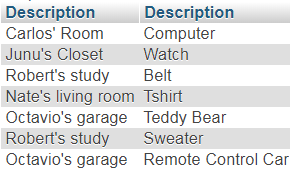 Description Description
Carlos' Room Computer
Junu's Closet Watch
Robert's study Belt
Nate's living room Tshirt
Octavio's garage Teddy Bear
Robert's study Sweater
Octavio's garage Remote Control Car